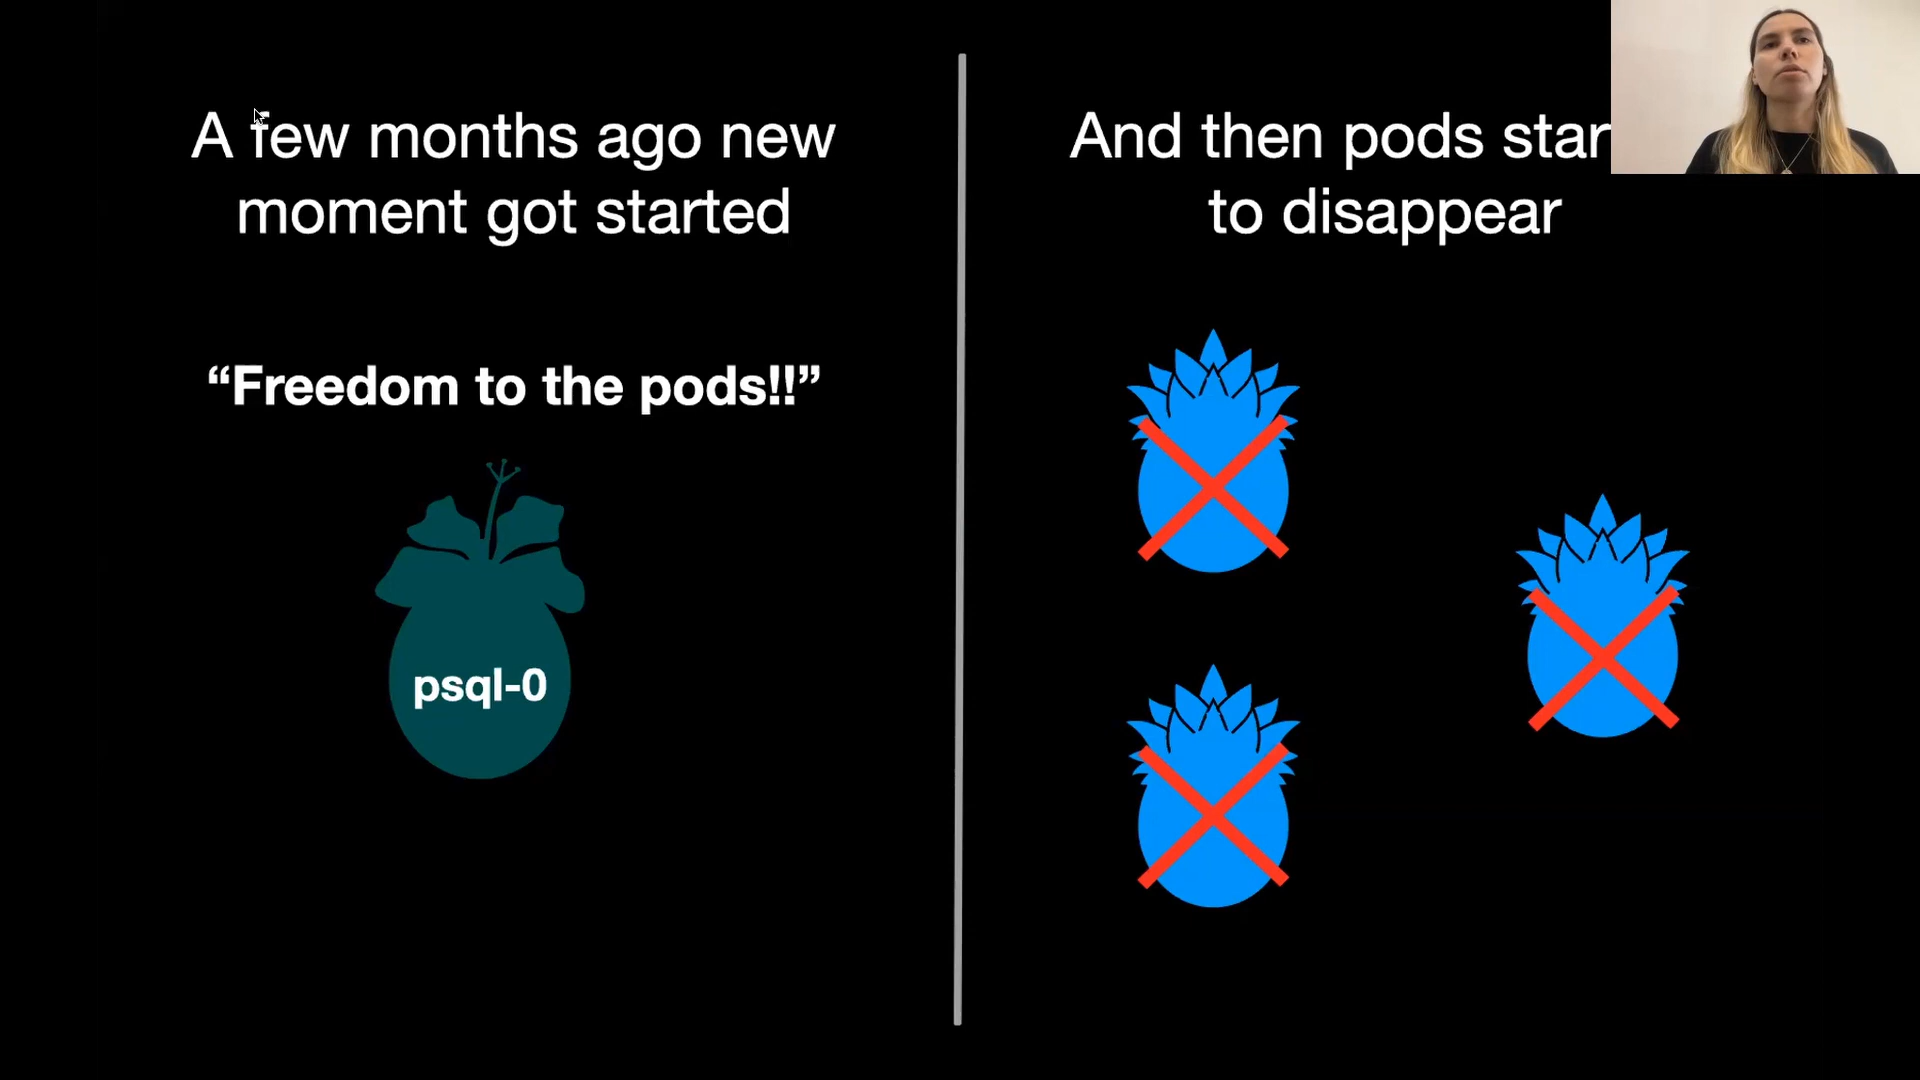 A few months ago new
moment got started
“Freedom to the pods!!”
psql-0
And then pods star
to disappear